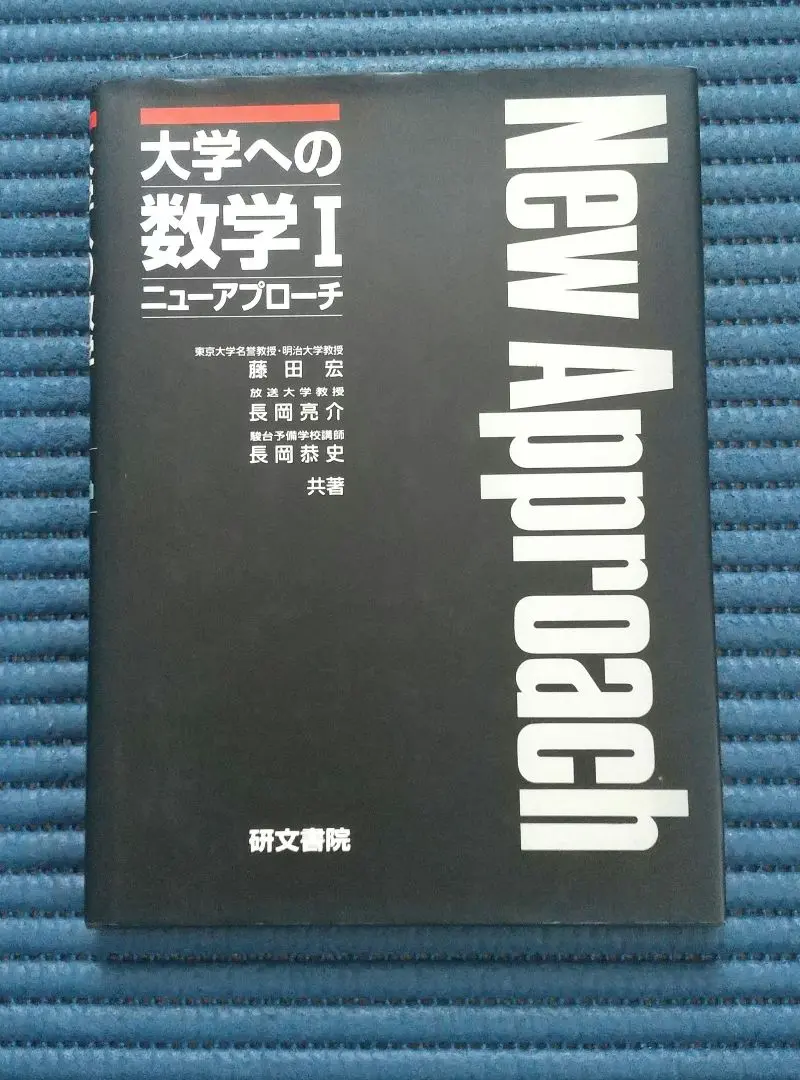 大学への
数学Ⅰ
ニューアプローチ
東京大学名誉教授・明治大学教授
藤田 宏
放送大学教授
長岡亮介
駿台予備学校講師
長岡恭史
共著
New Approach
研文書院